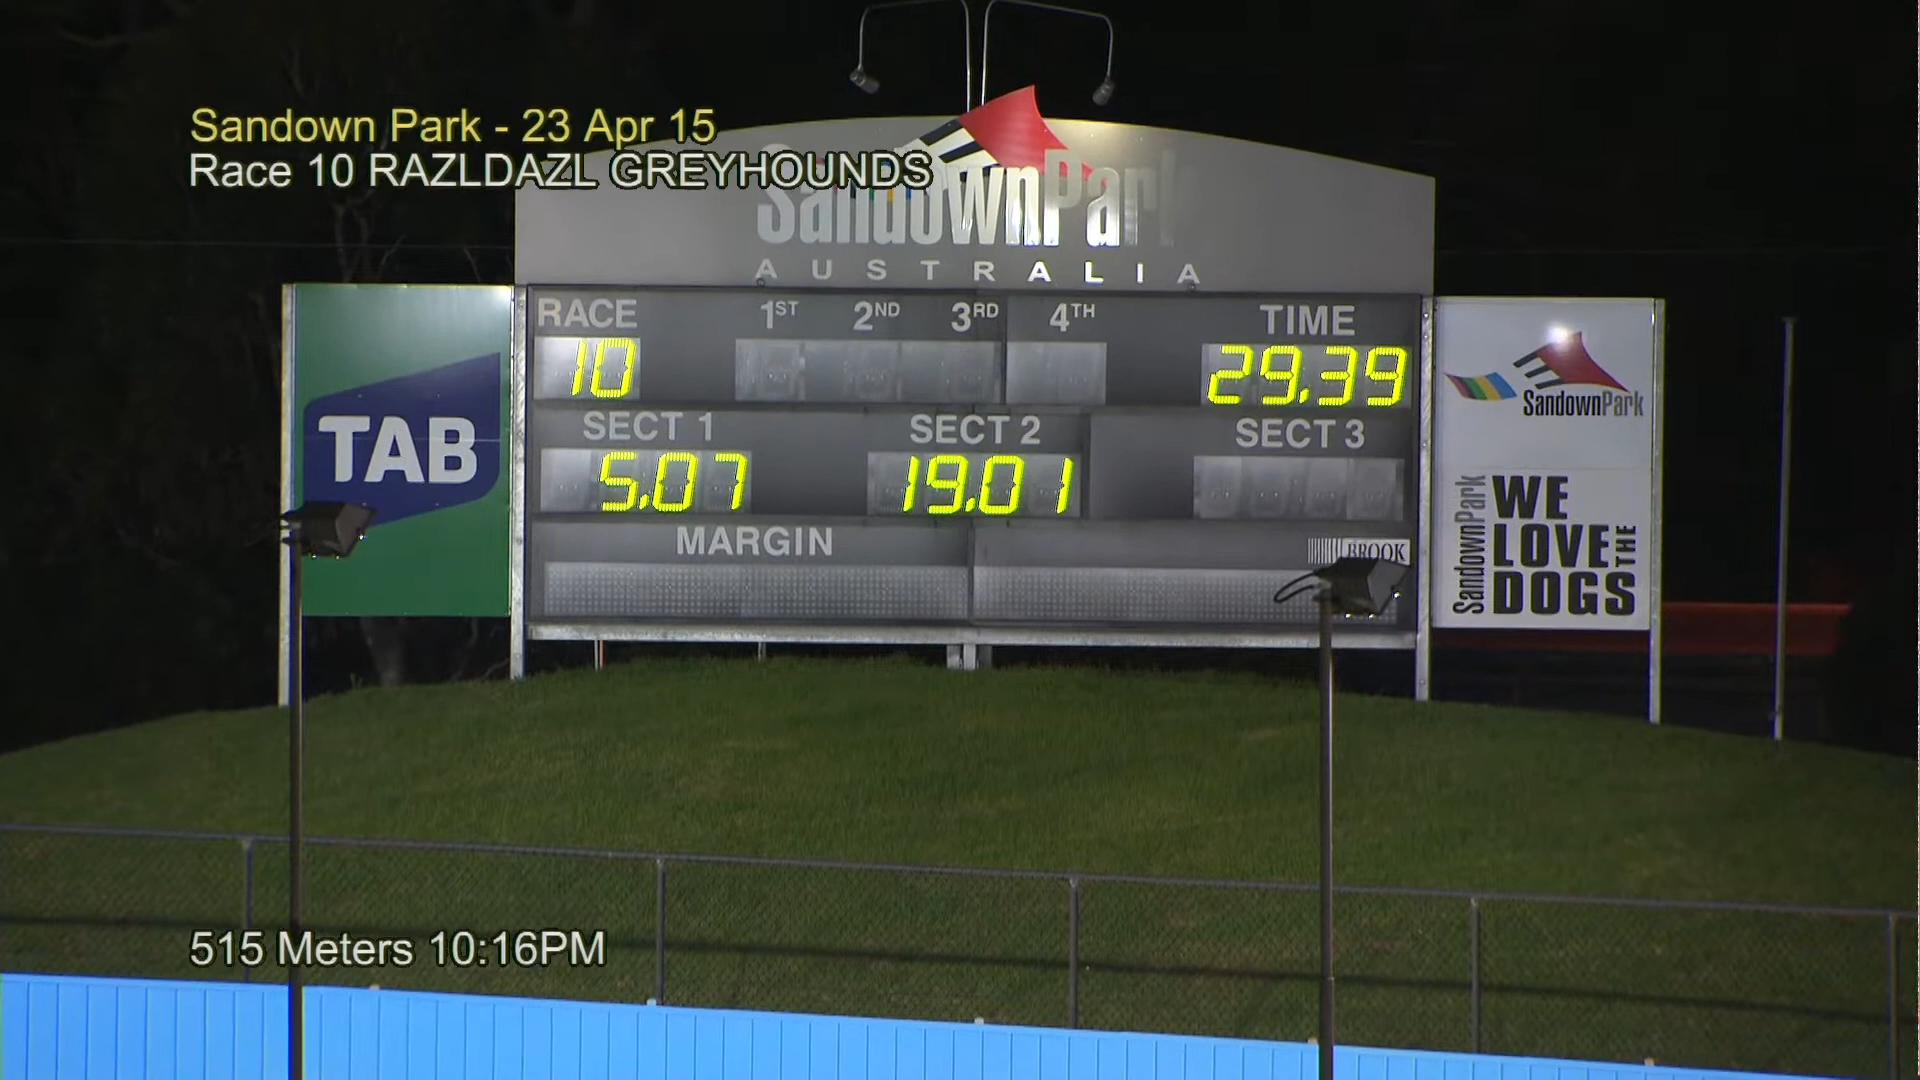 Sandown Park - 23 Apr 15
Race 10 RAZLDAZL GREYHOUNDS
SandownPark
AUSTRALIA
RACE 1ST 2ND 3RD 4TH TIME
10 29.39
SECT 1 SECT 2 SECT 3
5.07 19.01
MARGIN
BROOK
TAB
SandownPark
SandownPark
WE
LOVE THE
DOGS
515 Meters 10:16PM